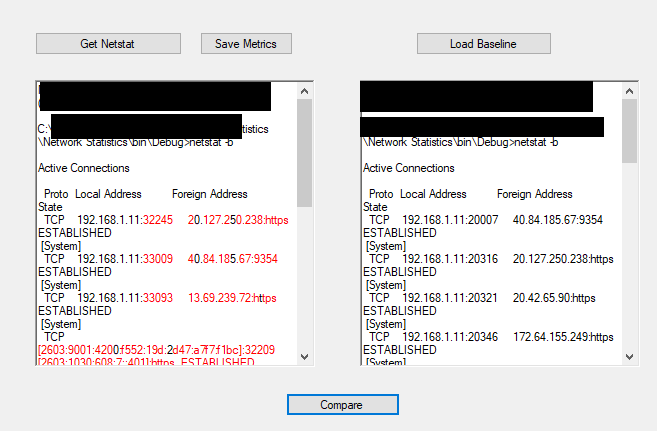 Get Netstat
Save Metrics
Load Baseline
C:\ tistics
\Network Statistics\bin\Debug>netstat -b
Active Connections
Proto Local Address Foreign Address
State
TCP 192.168.1.11:32245 20.127.250.238:https
ESTABLISHED
[System]
TCP 192.168.1.11:33009 40.84.185.67:9354
ESTABLISHED
[System]
TCP 192.168.1.11:33093 13.69.239.72:https
ESTABLISHED
[System]
TCP
[2603:9001:4200:f552:19d:2d47:a7f7:f1bc]:32209
[2603:1030:608:7::401]:https ESTABLISHED
\Network Statistics\bin\Debug>netstat -b
Active Connections
Proto Local Address Foreign Address
State
TCP 192.168.1.11:20007 40.84.185.67:9354
ESTABLISHED
[System]
TCP 192.168.1.11:20316 20.127.250.238:https
ESTABLISHED
[System]
TCP 192.168.1.11:20321 20.42.65.90:https
ESTABLISHED
[System]
TCP 192.168.1.11:20346 172.64.155.249:https
ESTABLISHED
[System]
Compare